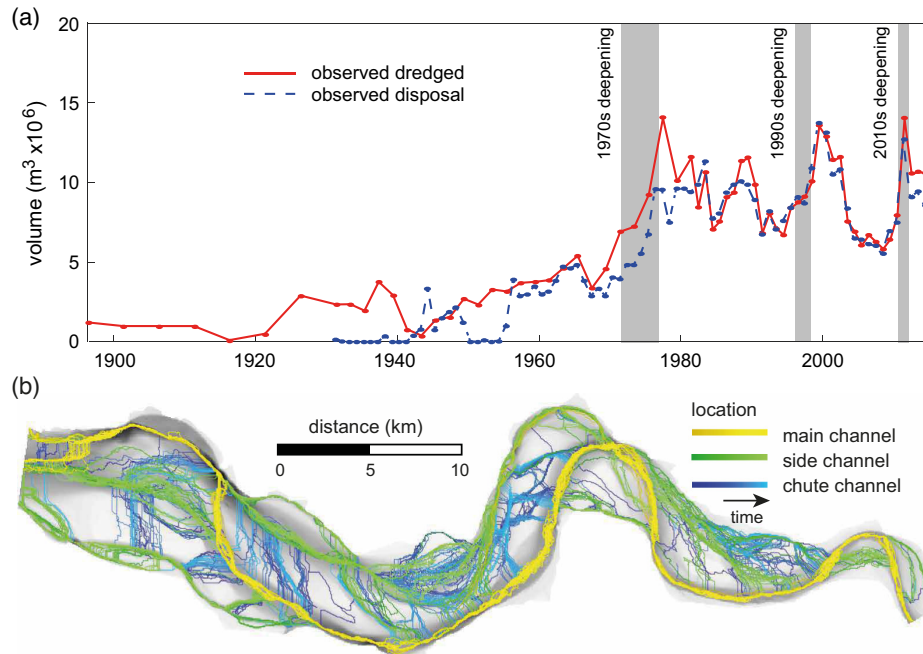 (a)
20
15
10
5
0
volume (m³ x10⁶)
observed dredged
observed disposal
1970s deepening
1990s deepening
2010s deepening
1900
1920
1940
1960
1980
2000
(b)
distance (km)
0
5
10
location
main channel
side channel
chute channel
time